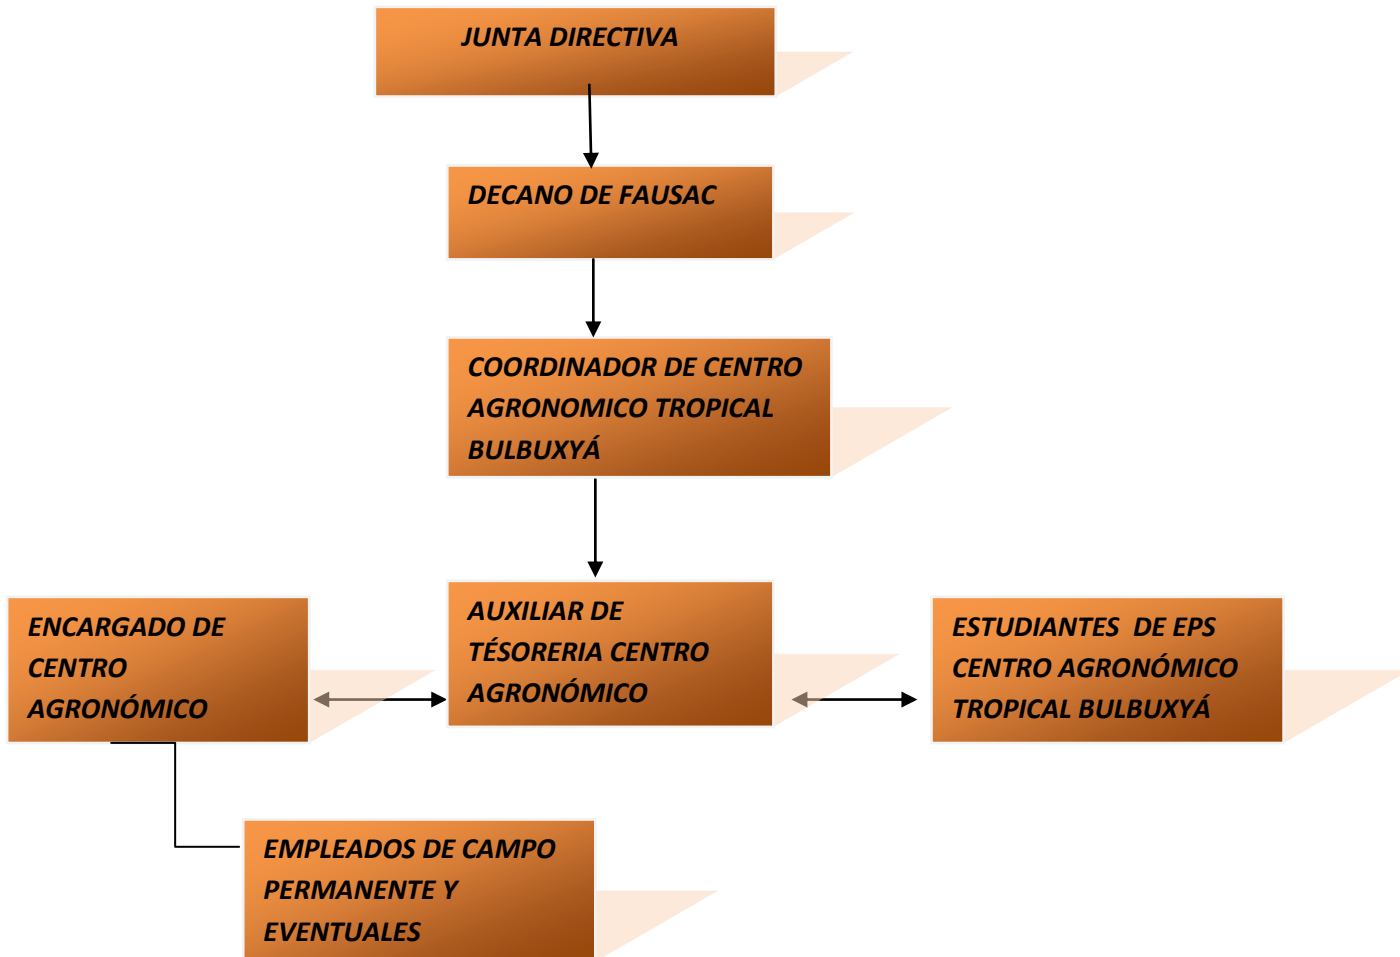 JUNTA DIRECTIVA
DECANO DE FAUSAC
COORDINADOR DE CENTRO
AGRONOMICO TROPICAL
BULBUXYÁ
ENCARGADO DE
CENTRO
AGRONÓMICO
AUXILIAR DE
TÉSORERIA CENTRO
AGRONÓMICO
ESTUDIANTES  DE EPS
CENTRO AGRONÓMICO
TROPICAL BULBUXYÁ
EMPLEADOS DE CAMPO
PERMANENTE Y
EVENTUALES